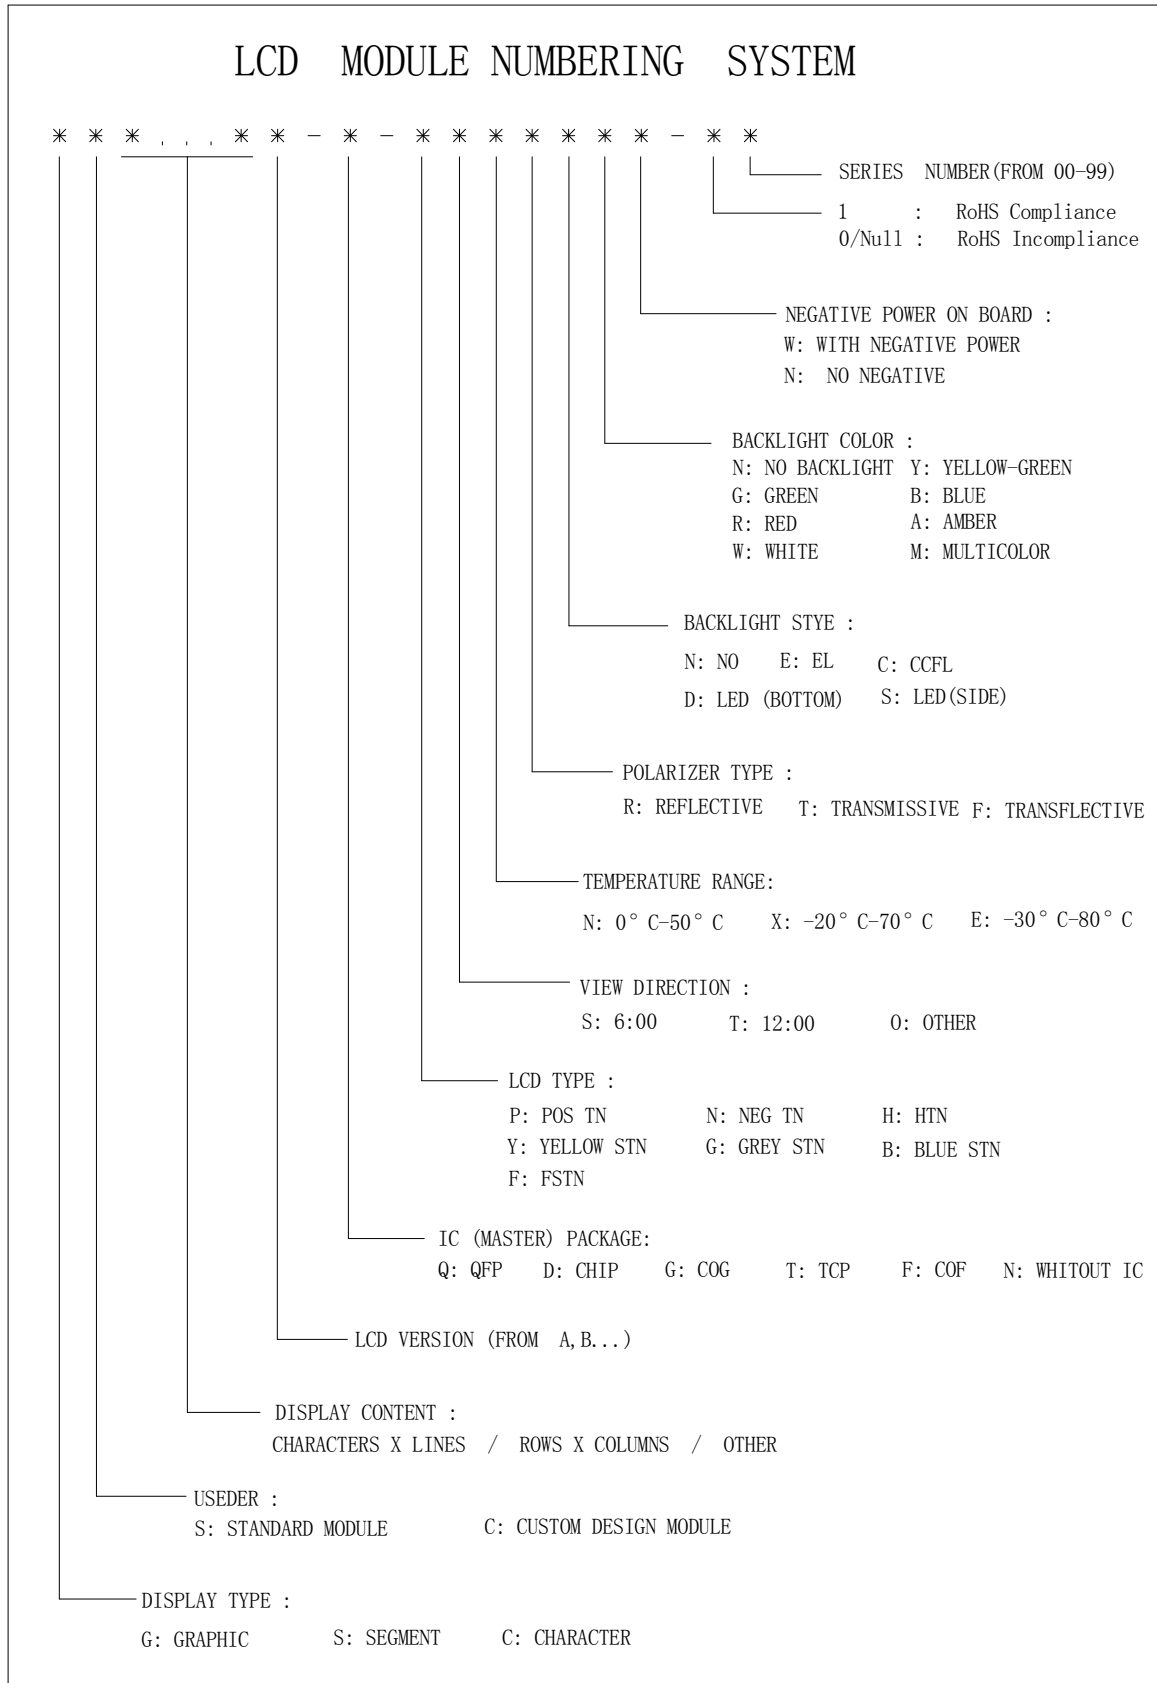 LCD MODULE NUMBERING SYSTEM
* * * . . . * * - * - * * * * * * * - * *
SERIES NUMBER(FROM 00-99)
1 : RoHS Compliance
0/Null : RoHS Incompliance
NEGATIVE POWER ON BOARD :
W: WITH NEGATIVE POWER
N: NO NEGATIVE
BACKLIGHT COLOR :
N: NO BACKLIGHT Y: YELLOW-GREEN
G: GREEN B: BLUE
R: RED A: AMBER
W: WHITE M: MULTICOLOR
BACKLIGHT STYE :
N: NO E: EL C: CCFL
D: LED (BOTTOM) S: LED(SIDE)
POLARIZER TYPE :
R: REFLECTIVE T: TRANSMISSIVE F: TRANSFLECTIVE
TEMPERATURE RANGE:
N: 0° C-50° C X: -20° C-70° C E: -30° C-80° C
VIEW DIRECTION :
S: 6:00 T: 12:00 O: OTHER
LCD TYPE :
P: POS TN N: NEG TN H: HTN
Y: YELLOW STN G: GREY STN B: BLUE STN
F: FSTN
IC (MASTER) PACKAGE:
Q: QFP D: CHIP G: COG T: TCP F: COF N: WHITOUT IC
LCD VERSION (FROM A,B...)
DISPLAY CONTENT :
CHARACTERS X LINES / ROWS X COLUMNS / OTHER
USEDER :
S: STANDARD MODULE C: CUSTOM DESIGN MODULE
DISPLAY TYPE :
G: GRAPHIC S: SEGMENT C: CHARACTER